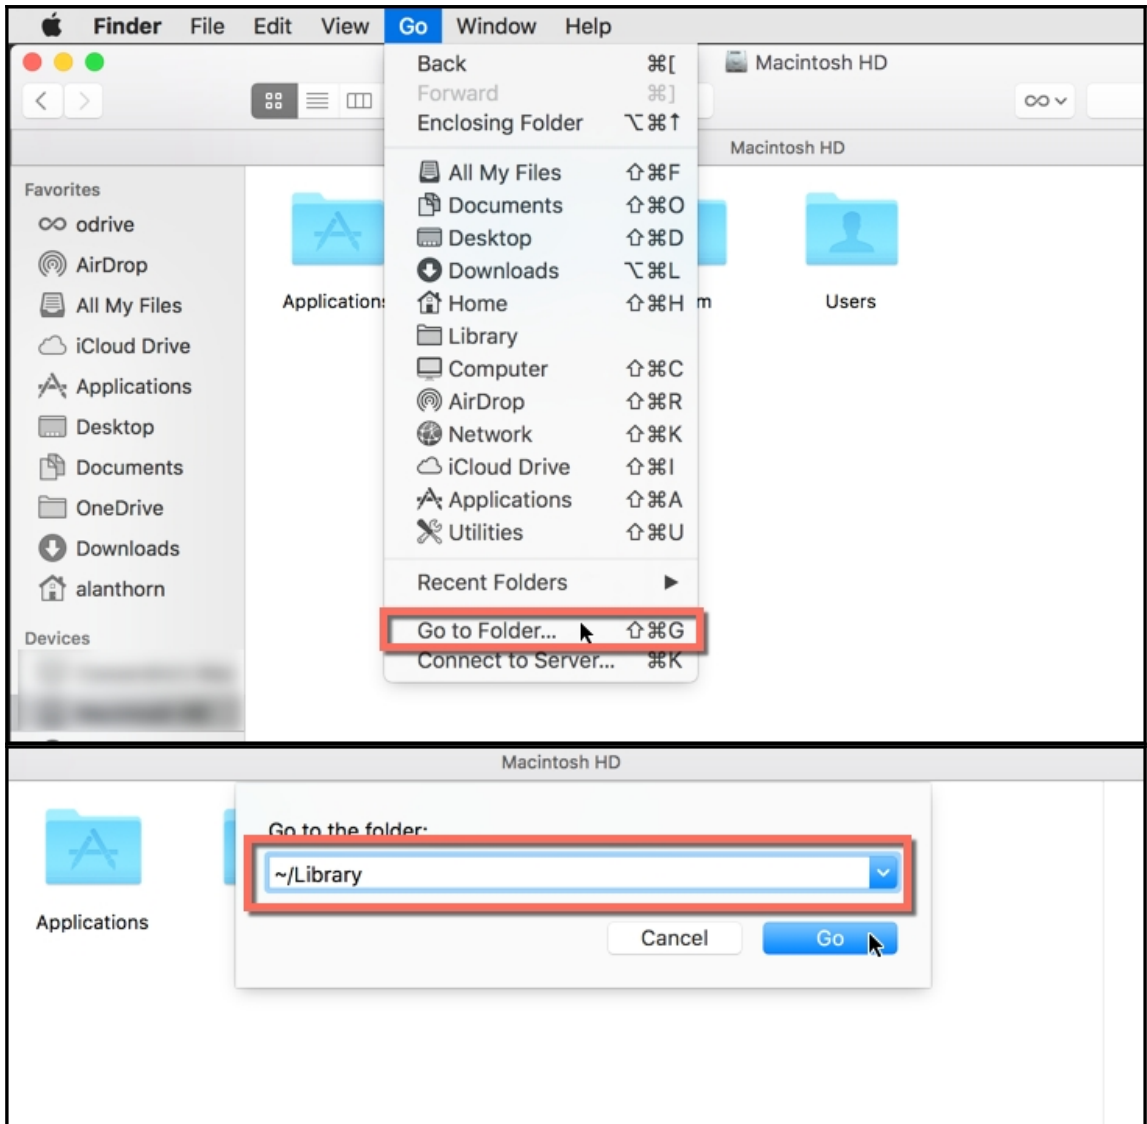 Finder File Edit View Go Window Help
Macintosh HD
Macintosh HD
Favorites
odrive
AirDrop
All My Files
iCloud Drive
Applications
Desktop
Documents
OneDrive
Downloads
alanthorn
Devices
Back ⌘[
Forward ⌘]
Enclosing Folder ⌥⌘↑
All My Files ⇧⌘F
Documents ⇧⌘O
Desktop ⇧⌘D
Downloads ⌥⌘L
Home ⇧⌘H
Library
Computer ⇧⌘C
AirDrop ⇧⌘R
Network ⇧⌘K
iCloud Drive ⇧⌘I
Applications ⇧⌘A
Utilities ⇧⌘U
Recent Folders ▶
Go to Folder... ⇧⌘G
Connect to Server... ⌘K
Applications
m
Users
Macintosh HD
Applications
Go to the folder:
~/Library
Cancel Go